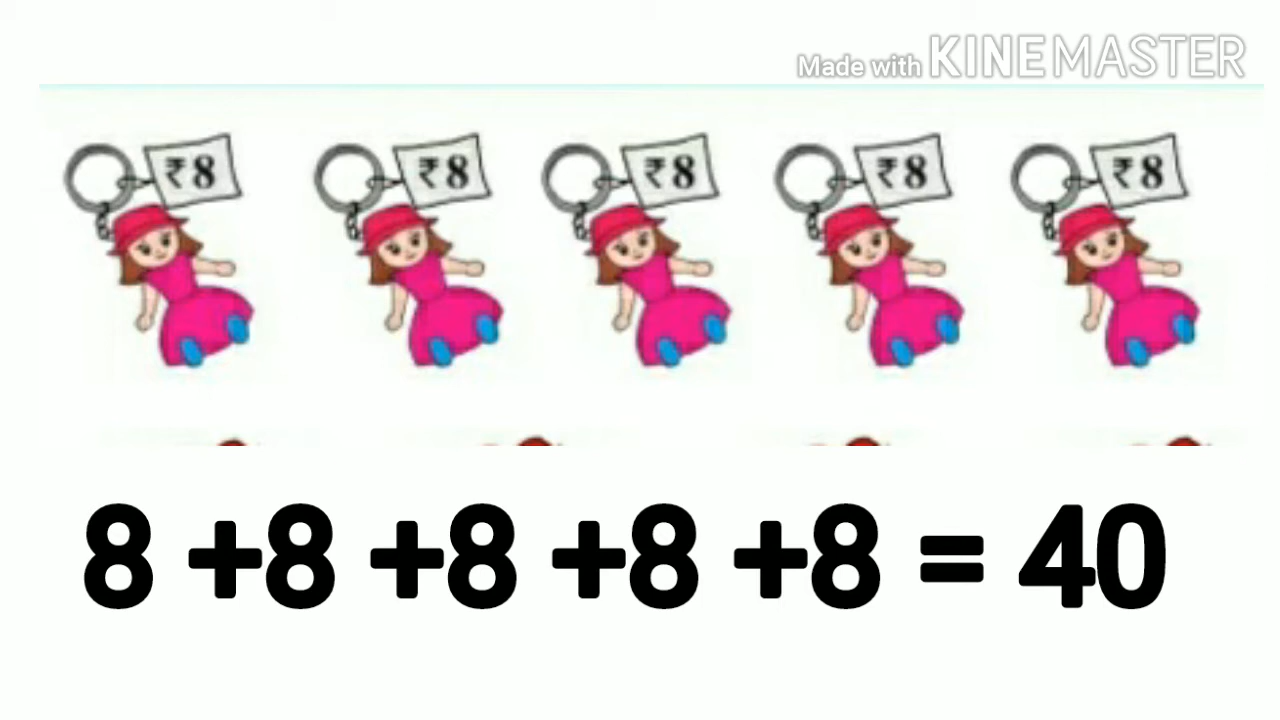 Made with KINEMASTER
₹8 ₹8 ₹8 ₹8 ₹8
8 +8 +8 +8 +8 = 40